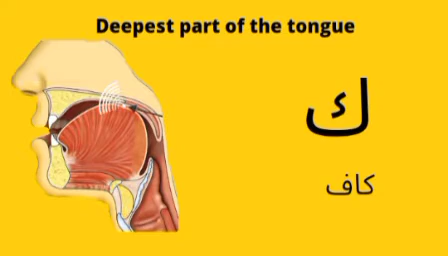 Deepest part of the tongue
ك
كاف